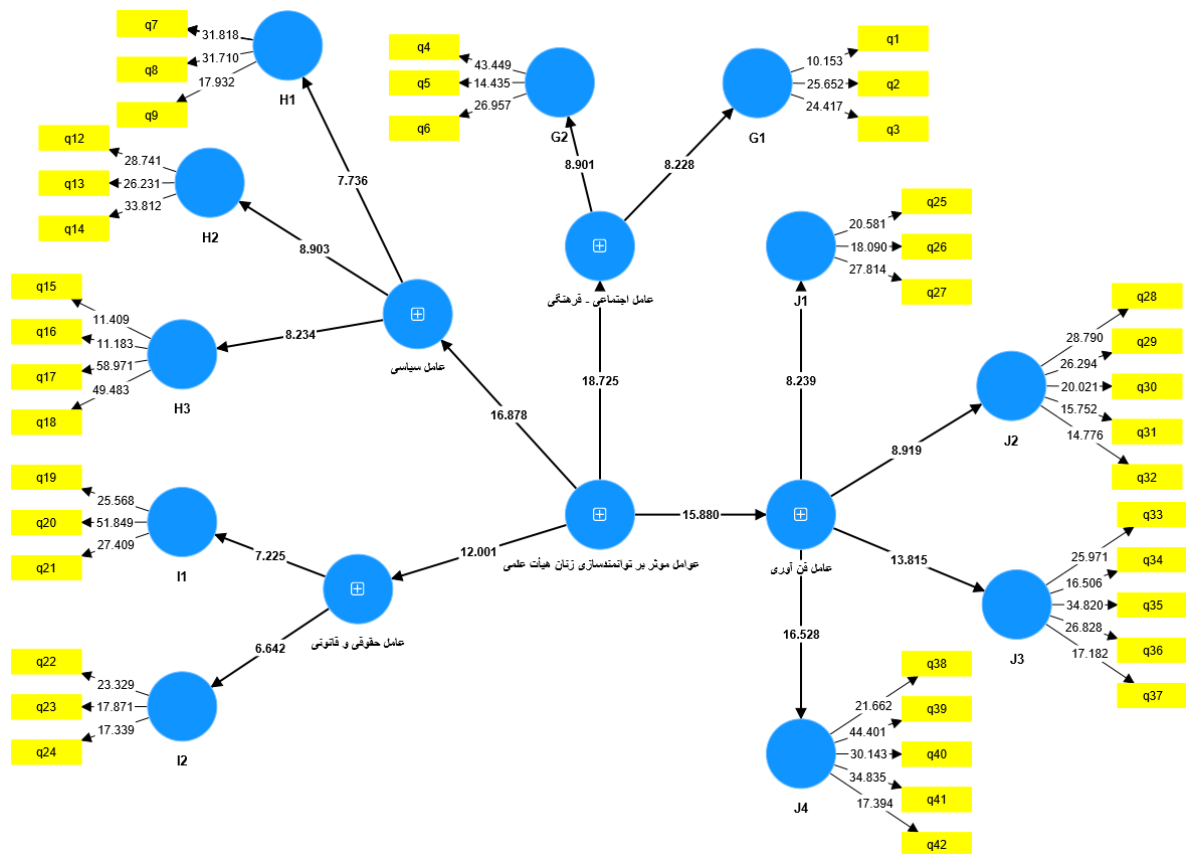 q7
31.818
q8
31.710
q9
17.932
H1
q4
43.449
q5
14.435
q6
26.957
G2
q1
10.153
q2
25.652
q3
24.417
G1
q12
28.741
q13
26.231
q14
33.812
H2
7.736
8.903
8.901
8.228
q25
20.581
q26
18.090
q27
27.814
J1
عامل اجتماعی - فرهنگی
q15
11.409
q16
11.183
q17
58.971
q18
49.483
H3
8.234
عامل سیاسی
q28
28.790
q29
26.294
q30
20.021
q31
15.752
q32
14.776
J2
18.725
8.239
16.878
8.919
q19
25.568
q20
51.849
q21
27.409
I1
7.225
12.001
عوامل موثر بر توانمندسازی زنان هیأت علمی
15.880
عامل فن آوری
13.815
q33
25.971
q34
16.506
q35
34.820
q36
26.828
q37
17.182
J3
عامل حقوقی و قانونی
6.642
16.528
q22
23.329
q23
17.871
q24
17.339
I2
q38
21.662
q39
44.401
q40
30.143
q41
34.835
q42
17.394
J4